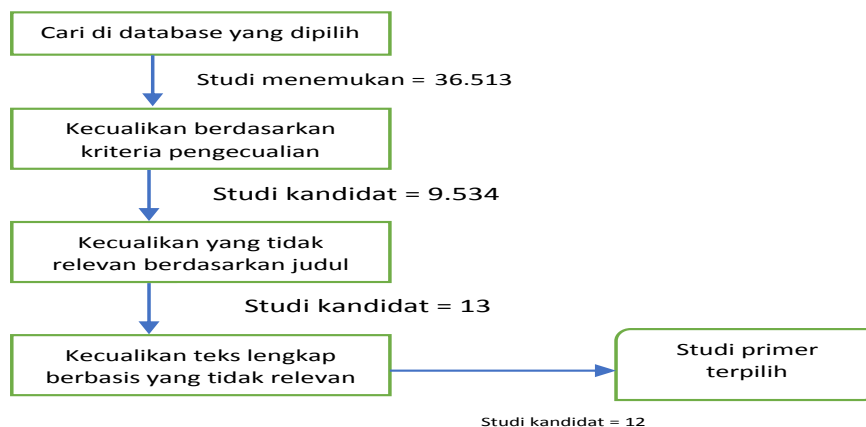 Cari di database yang dipilih
Studi menemukan = 36.513
Kecualikan berdasarkan
kriteria pengecualian
Studi kandidat = 9.534
Kecualikan yang tidak
relevan berdasarkan judul
Studi kandidat = 13
Kecualikan teks lengkap
berbasis yang tidak relevan
Studi primer
terpilih
Studi kandidat = 12